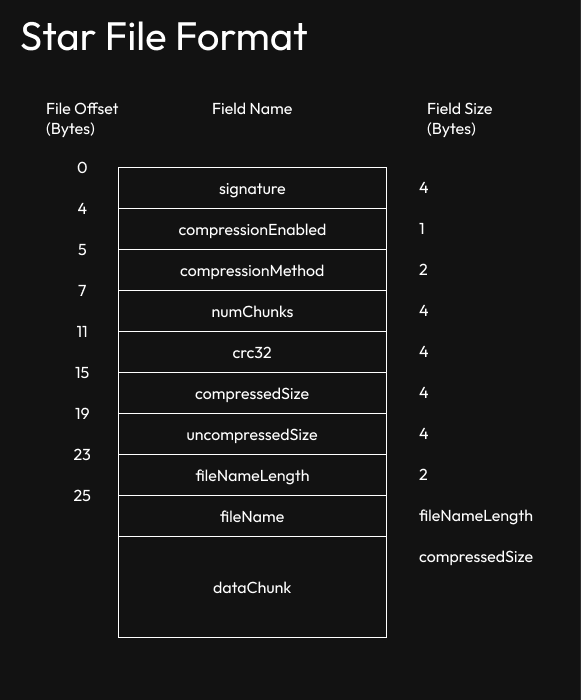 Star File Format
File Offset Field Name Field Size
(Bytes) (Bytes)
0
signature 4
4
compressionEnabled 1
5
compressionMethod 2
7
numChunks 4
11
crc32 4
15
compressedSize 4
19
uncompressedSize 4
23
fileNameLength 2
25
fileName fileNameLength
compressedSize
dataChunk